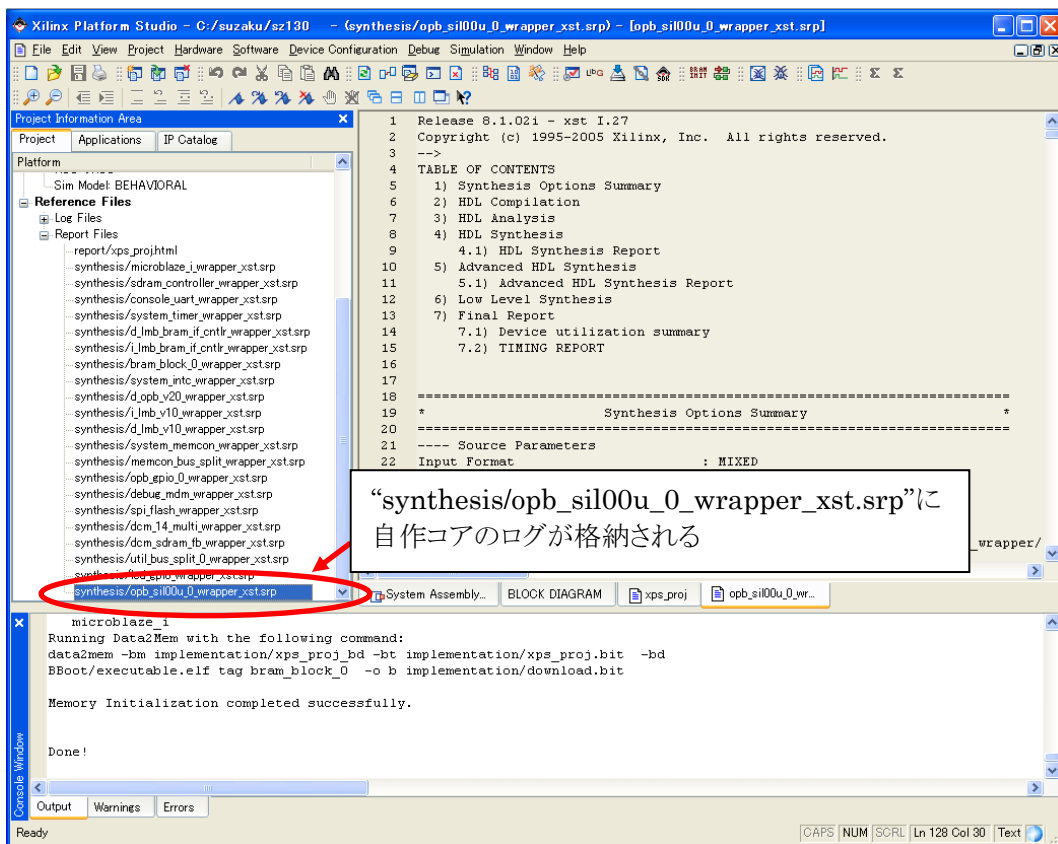 Xilinx Platform Studio - C:/suzaku/sz130 - (synthesis/opb_sil00u_0_wrapper_xst.srp) - [opb_sil00u_0_wrapper_xst.srp]
File Edit View Project Hardware Software Device Configuration Debug Simulation Window Help
Project Information Area
Project Applications IP Catalog
Platform
Sim Model: BEHAVIORAL
Reference Files
Log Files
Report Files
report/xps_proj.html
synthesis/microblaze_i_wrapper_xst.srp
synthesis/sdram_controller_wrapper_xst.srp
synthesis/console_uart_wrapper_xst.srp
synthesis/system_timer_wrapper_xst.srp
synthesis/d_lmb_bram_if_cntlr_wrapper_xst.srp
synthesis/i_lmb_bram_if_cntlr_wrapper_xst.srp
synthesis/bram_block_0_wrapper_xst.srp
synthesis/system_intc_wrapper_xst.srp
synthesis/d_opb_v20_wrapper_xst.srp
synthesis/i_lmb_v10_wrapper_xst.srp
synthesis/d_lmb_v10_wrapper_xst.srp
synthesis/system_memcon_wrapper_xst.srp
synthesis/memcon_bus_split_wrapper_xst.srp
synthesis/opb_gpio_0_wrapper_xst.srp
synthesis/debug_mdm_wrapper_xst.srp
synthesis/spi_flash_wrapper_xst.srp
synthesis/dcm_14_multi_wrapper_xst.srp
synthesis/dcm_sdram_fb_wrapper_xst.srp
synthesis/util_bus_split_0_wrapper_xst.srp
synthesis/led_gpio_wrapper_xst.srp
synthesis/opb_sil00u_0_wrapper_xst.srp
1 Release 8.1.02i - xst I.27
2 Copyright (c) 1995-2005 Xilinx, Inc. All rights reserved.
3 -->
4 TABLE OF CONTENTS
5 1) Synthesis Options Summary
6 2) HDL Compilation
7 3) HDL Analysis
8 4) HDL Synthesis
9 4.1) HDL Synthesis Report
10 5) Advanced HDL Synthesis
11 5.1) Advanced HDL Synthesis Report
12 6) Low Level Synthesis
13 7) Final Report
14 7.1) Device utilization summary
15 7.2) TIMING REPORT
16
17
18 =========================================================================
19 * Synthesis Options Summary *
20 =========================================================================
21 ---- Source Parameters
22 Input Format : MIXED
“synthesis/opb_sil00u_0_wrapper_xst.srp”に
自作コアのログが格納される
_wrapper/
System Assembly... BLOCK DIAGRAM xps_proj opb_sil00u_0_wr...
microblaze_i
Running Data2Mem with the following command:
data2mem -bm implementation/xps_proj_bd -bt implementation/xps_proj.bit -bd
BBoot/executable.elf tag bram_block_0 -o b implementation/download.bit
Memory Initialization completed successfully.
Done!
Console Window
Output Warnings Errors
Ready CAPS NUM SCRL Ln 128 Col 30 Text